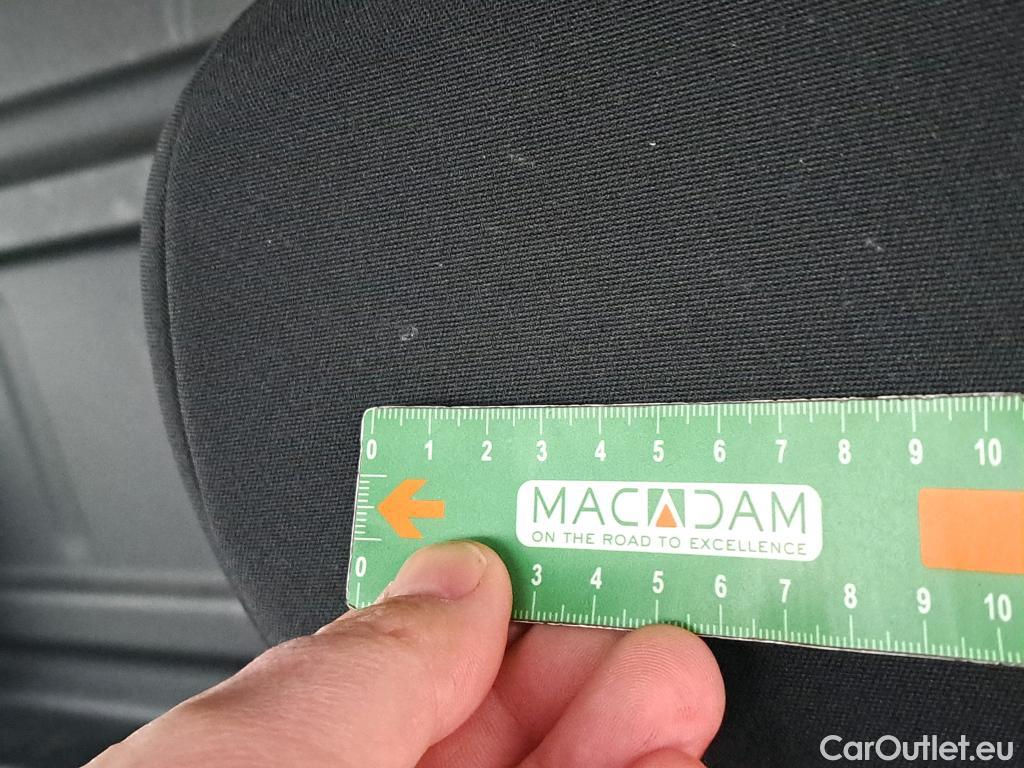 0 1 2 3 4 5 6 7 8 9 10
MACADAM
ON THE ROAD TO EXCELLENCE
0 3 4 5 6 7 8 9 10
CarOutlet.eu